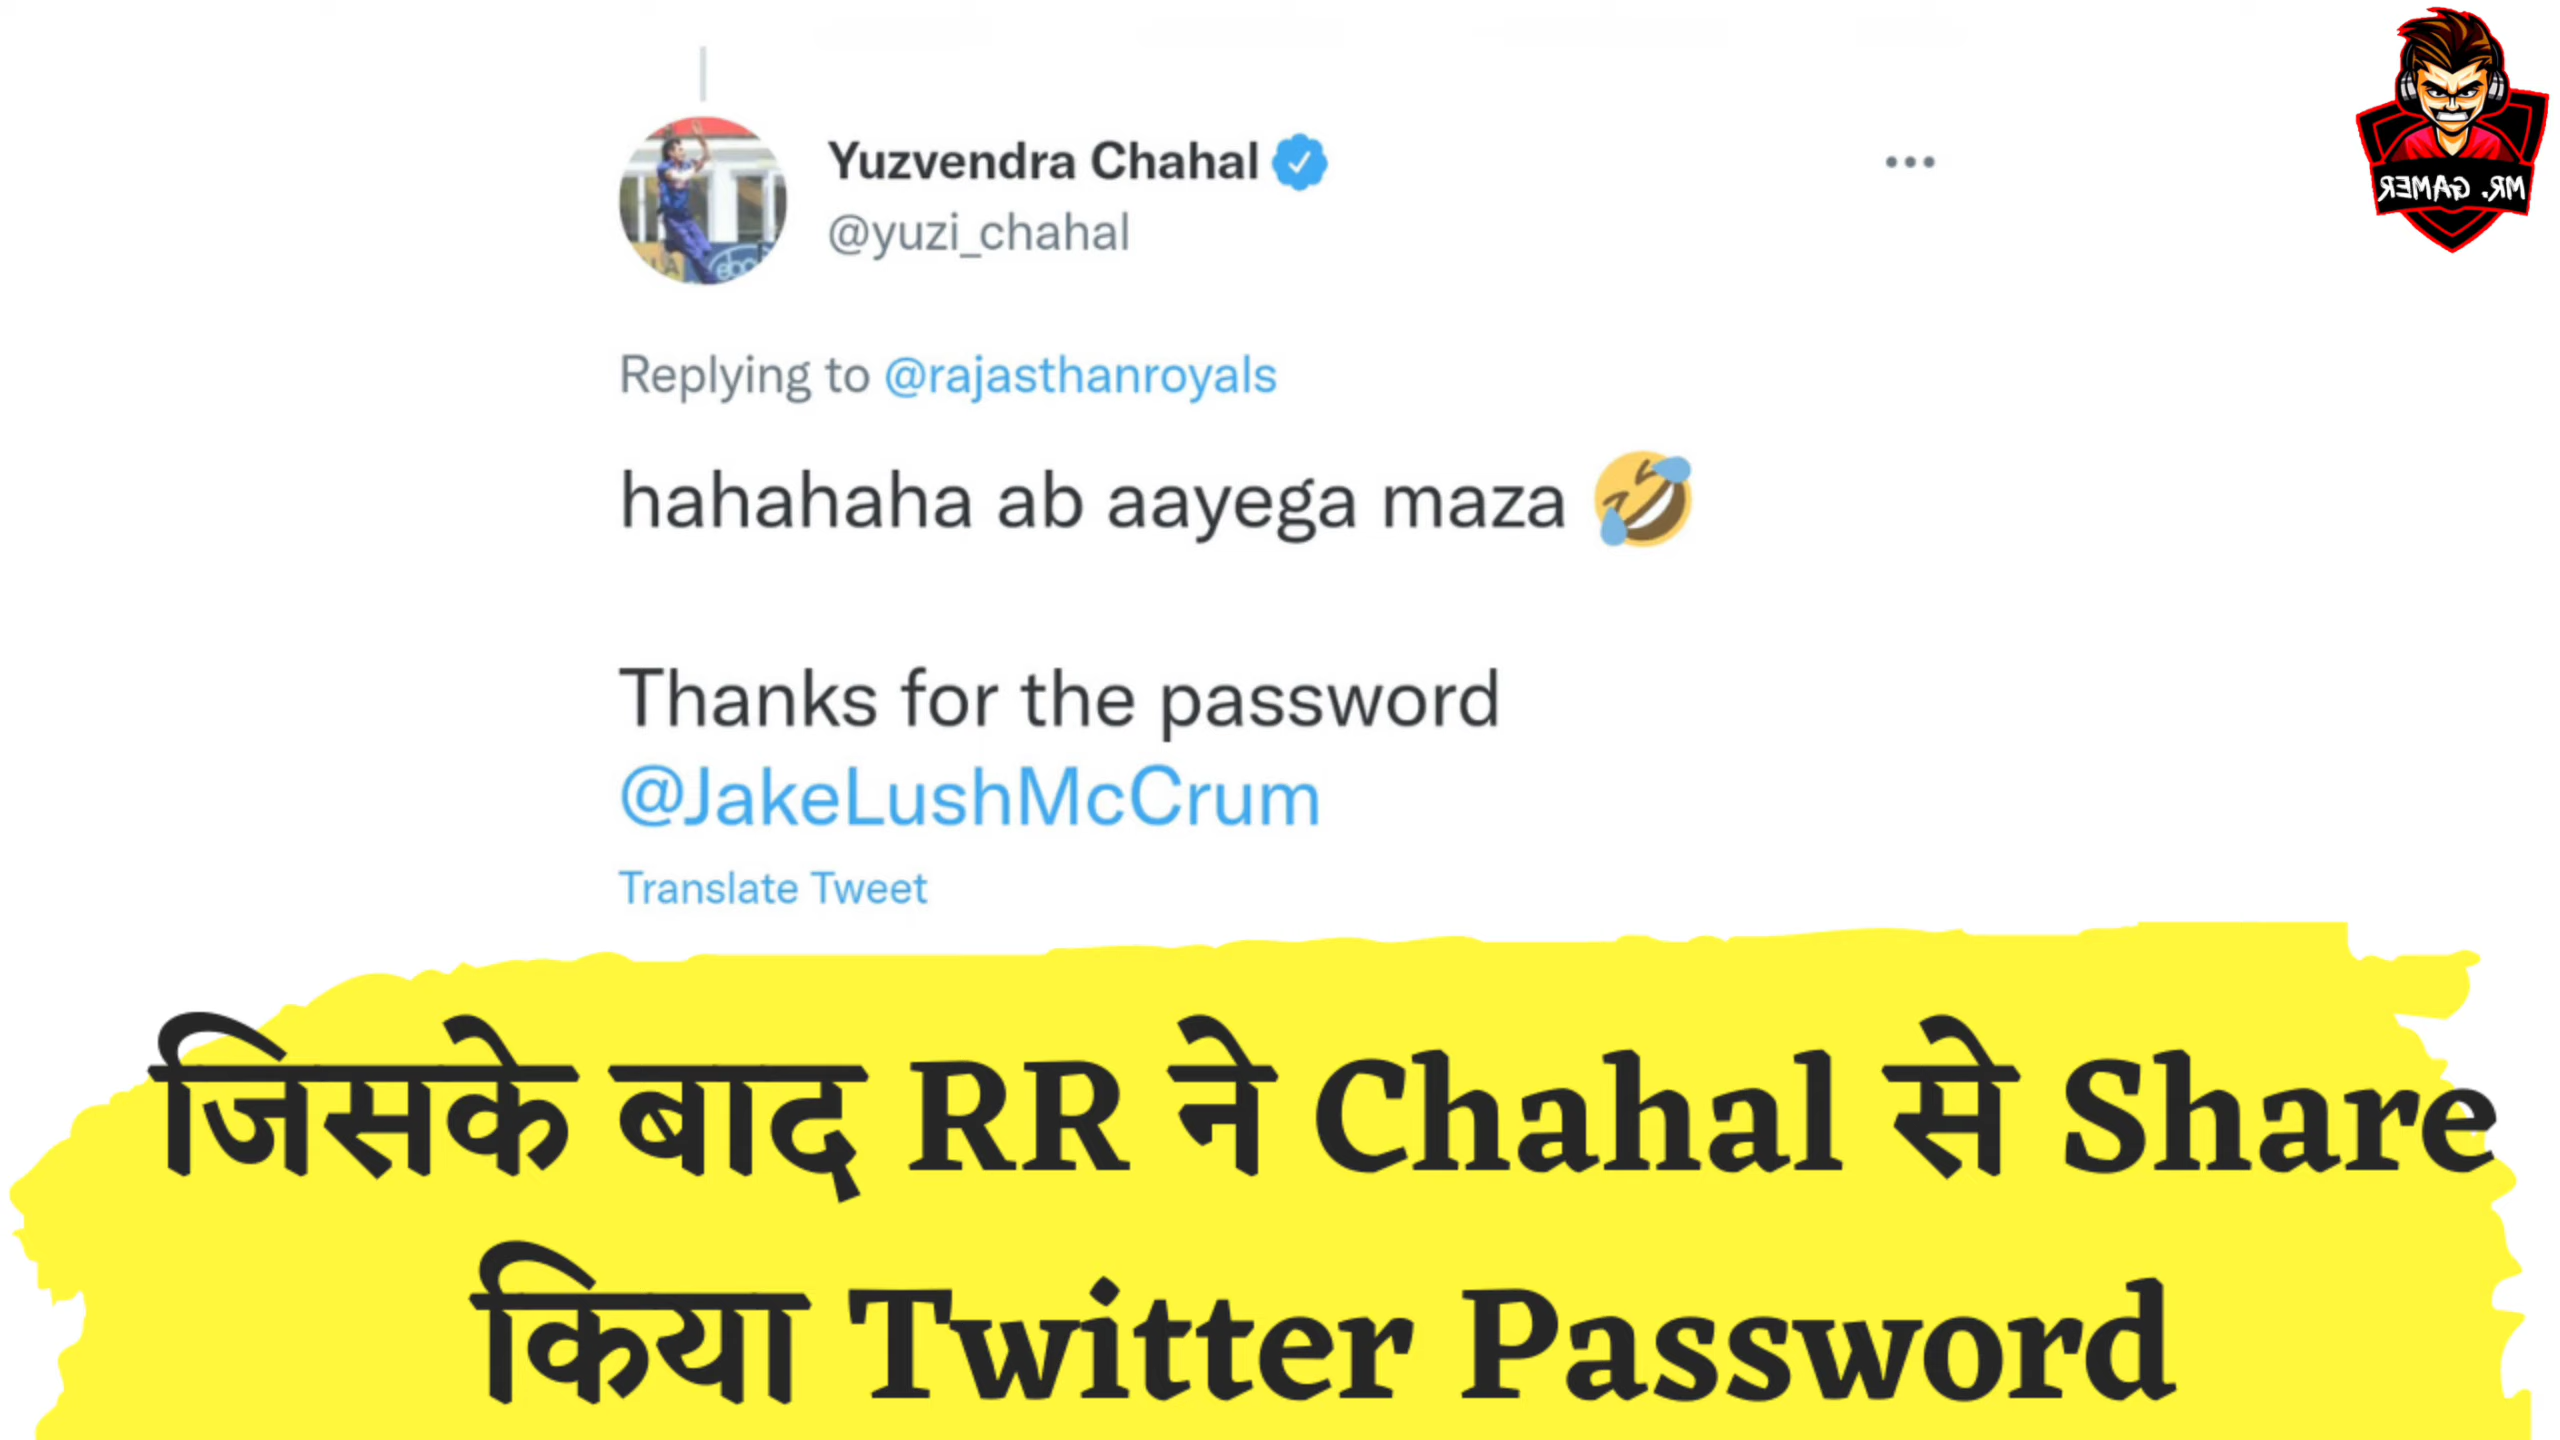 Yuzvendra Chahal
@yuzi_chahal
Replying to @rajasthanroyals
hahahaha ab aayega maza 🤣
Thanks for the password
@JakeLushMcCrum
Translate Tweet
MR. GAMER
जिसके बाद RR ने Chahal से Share
किया Twitter Password